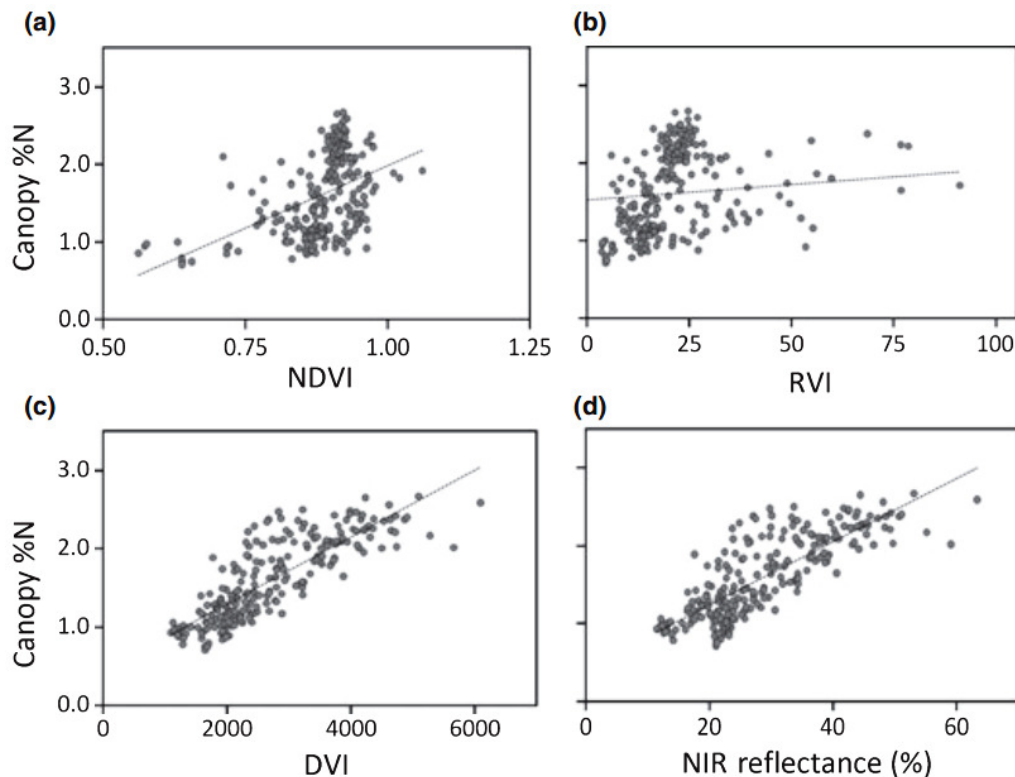 (a)
(b)
Canopy %N
3.0
2.0
1.0
0.0
0.50 0.75 1.00 1.25
NDVI
0 25 50 75 100
RVI
(c)
(d)
Canopy %N
3.0
2.0
1.0
0.0
0 2000 4000 6000
DVI
0 20 40 60
NIR reflectance (%)